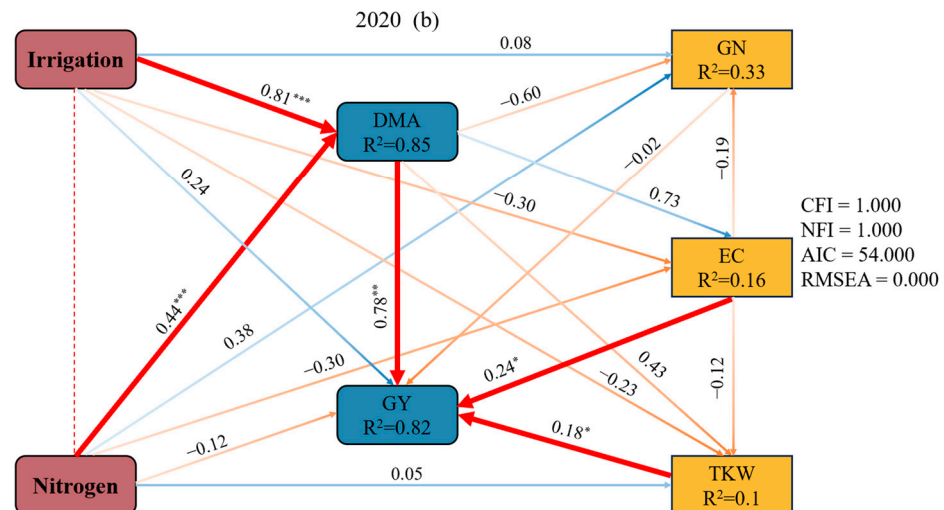 2020 (b)
Irrigation
0.08
GN
R²=0.33
0.81***
−0.60
DMA
R²=0.85
−0.02
−0.19
0.24
−0.30
0.73
CFI = 1.000
NFI = 1.000
AIC = 54.000
RMSEA = 0.000
EC
R²=0.16
0.44***
0.78**
0.38
−0.30
0.24*
0.43
−0.23
−0.12
GY
R²=0.82
−0.12
0.18*
Nitrogen
0.05
TKW
R²=0.1